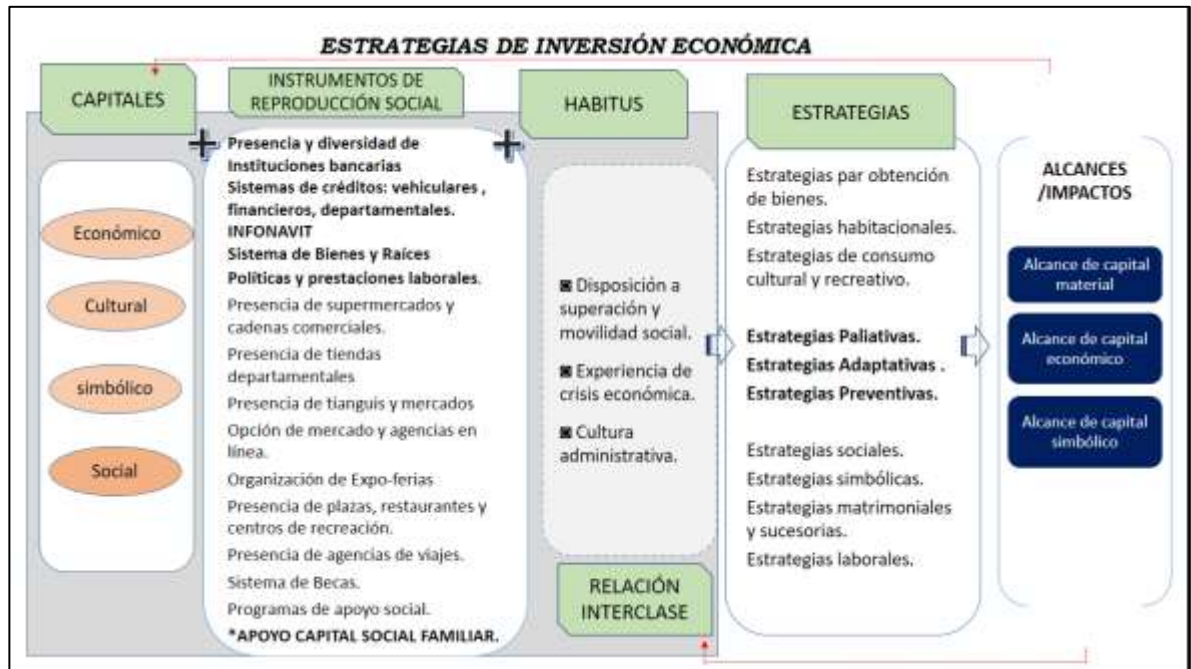 ESTRATEGIAS DE INVERSIÓN ECONÓMICA
CAPITALES
Económico
Cultural
simbólico
Social
INSTRUMENTOS DE
REPRODUCCIÓN SOCIAL
Presencia y diversidad de
Instituciones bancarias
Sistemas de créditos: vehiculares ,
financieros, departamentales.
INFONAVIT
Sistema de Bienes y Raíces
Políticas y prestaciones laborales.
Presencia de supermercados y
cadenas comerciales.
Presencia de tiendas
departamentales
Presencia de tianguis y mercados
Opción de mercado y agencias en
línea.
Organización de Expo-ferias
Presencia de plazas, restaurantes y
centros de recreación.
Presencia de agencias de viajes.
Sistema de Becas.
Programas de apoyo social.
*APOYO CAPITAL SOCIAL FAMILIAR.
HABITUS
Disposición a
superación y
movilidad social.
Experiencia de
crisis económica.
Cultura
administrativa.
RELACIÓN
INTERCLASE
ESTRATEGIAS
Estrategias par obtención
de bienes.
Estrategias habitacionales.
Estrategias de consumo
cultural y recreativo.
Estrategias Paliativas.
Estrategias Adaptativas .
Estrategias Preventivas.
Estrategias sociales.
Estrategias simbólicas.
Estrategias matrimoniales
y sucesorias.
Estrategias laborales.
ALCANCES
/IMPACTOS
Alcance de capital
material
Alcance de capital
económico
Alcance de capital
simbólico